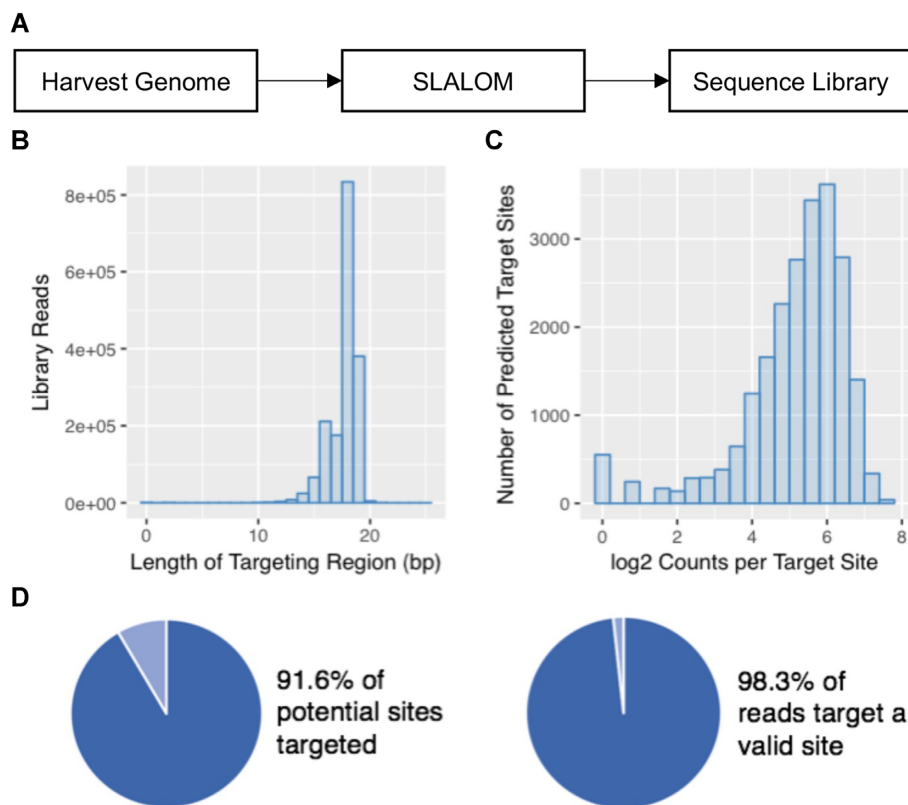 A
Harvest Genome
SLALOM
Sequence Library
B
8e+05
6e+05
4e+05
2e+05
0e+00
Library Reads
0
10
20
Length of Targeting Region (bp)
C
3000
2000
1000
0
Number of Predicted Target Sites
0
2
4
6
8
log2 Counts per Target Site
D
91.6% of
potential sites
targeted
98.3% of
reads target a
valid site